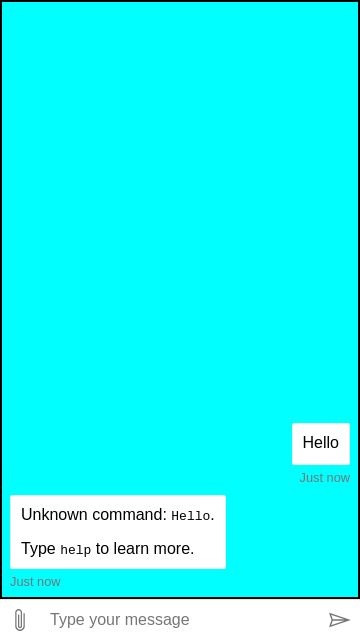 Hello
Just now
Unknown command: Hello.
Type help to learn more.
Just now
Type your message